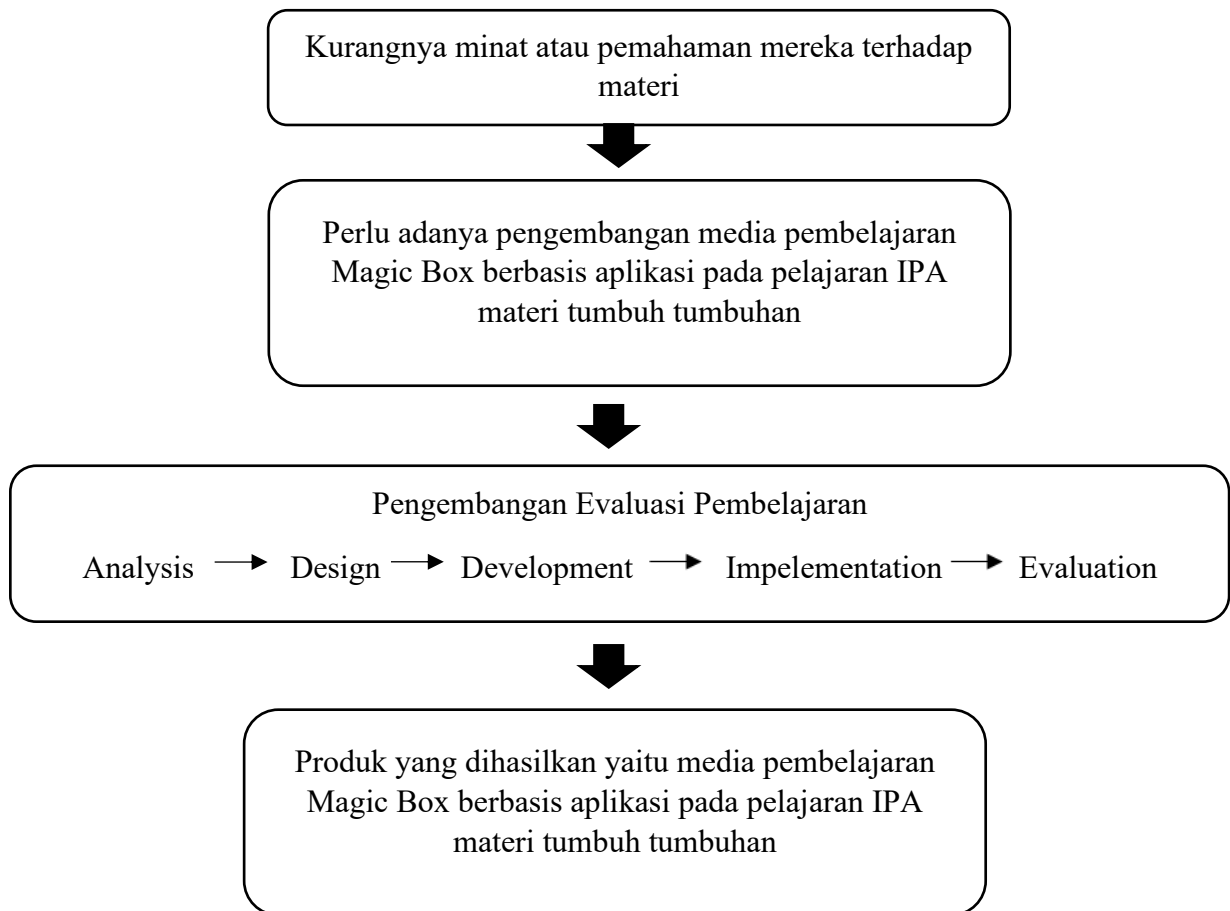 Kurangnya minat atau pemahaman mereka terhadap
materi
Perlu adanya pengembangan media pembelajaran
Magic Box berbasis aplikasi pada pelajaran IPA
materi tumbuh tumbuhan
Pengembangan Evaluasi Pembelajaran
Analysis Design Development Impelementation Evaluation
Produk yang dihasilkan yaitu media pembelajaran
Magic Box berbasis aplikasi pada pelajaran IPA
materi tumbuh tumbuhan